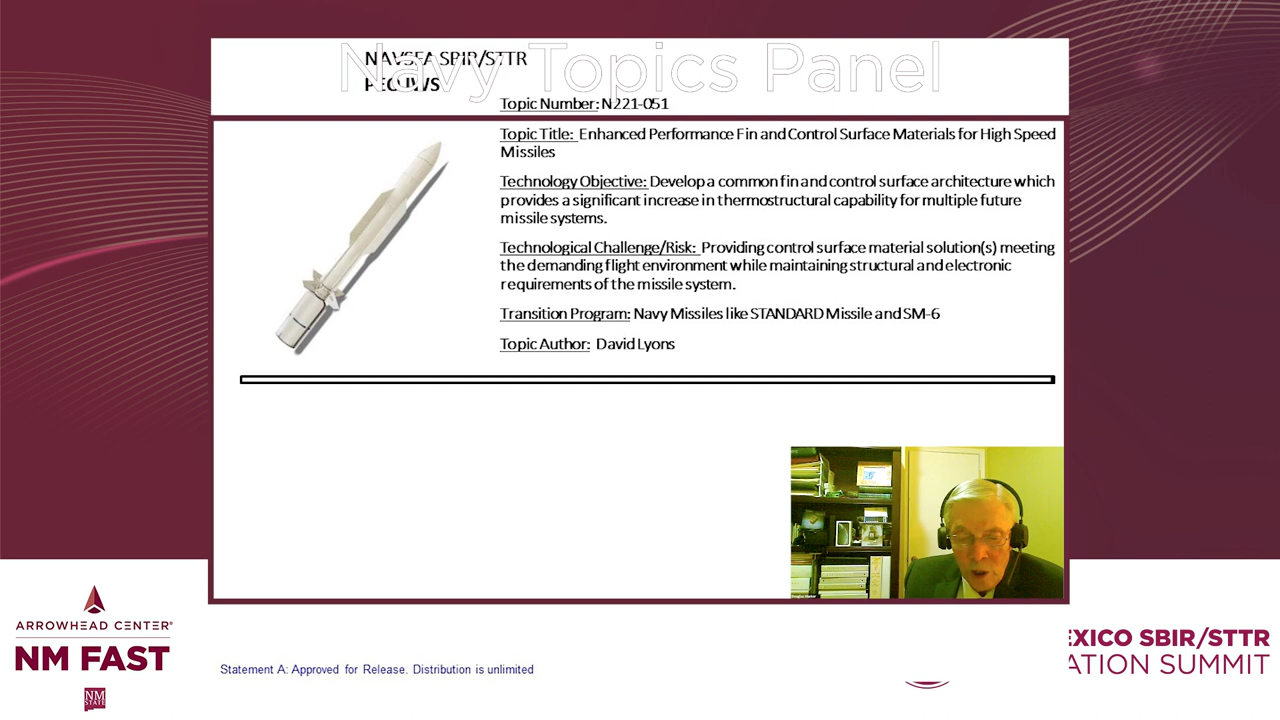 Navy Topics Panel
NAVSEA SBIR/STTR
PEO IWS
Topic Number: N221-051
Topic Title: Enhanced Performance Fin and Control Surface Materials for High Speed
Missiles
Technology Objective: Develop a common fin and control surface architecture which
provides a significant increase in thermostructural capability for multiple future
missile systems.
Technological Challenge/Risk: Providing control surface material solution(s) meeting
the demanding flight environment while maintaining structural and electronic
requirements of the missile system.
Transition Program: Navy Missiles like STANDARD Missile and SM-6
Topic Author: David Lyons
ARROWHEAD CENTER®
NM FAST
NM
STATE
Statement A: Approved for Release. Distribution is unlimited
EXICO SBIR/STTR
ATION SUMMIT